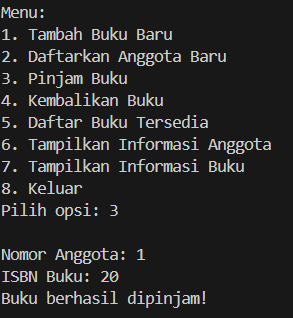 Menu:
1. Tambah Buku Baru
2. Daftarkan Anggota Baru
3. Pinjam Buku
4. Kembalikan Buku
5. Daftar Buku Tersedia
6. Tampilkan Informasi Anggota
7. Tampilkan Informasi Buku
8. Keluar
Pilih opsi: 3
Nomor Anggota: 1
ISBN Buku: 20
Buku berhasil dipinjam!